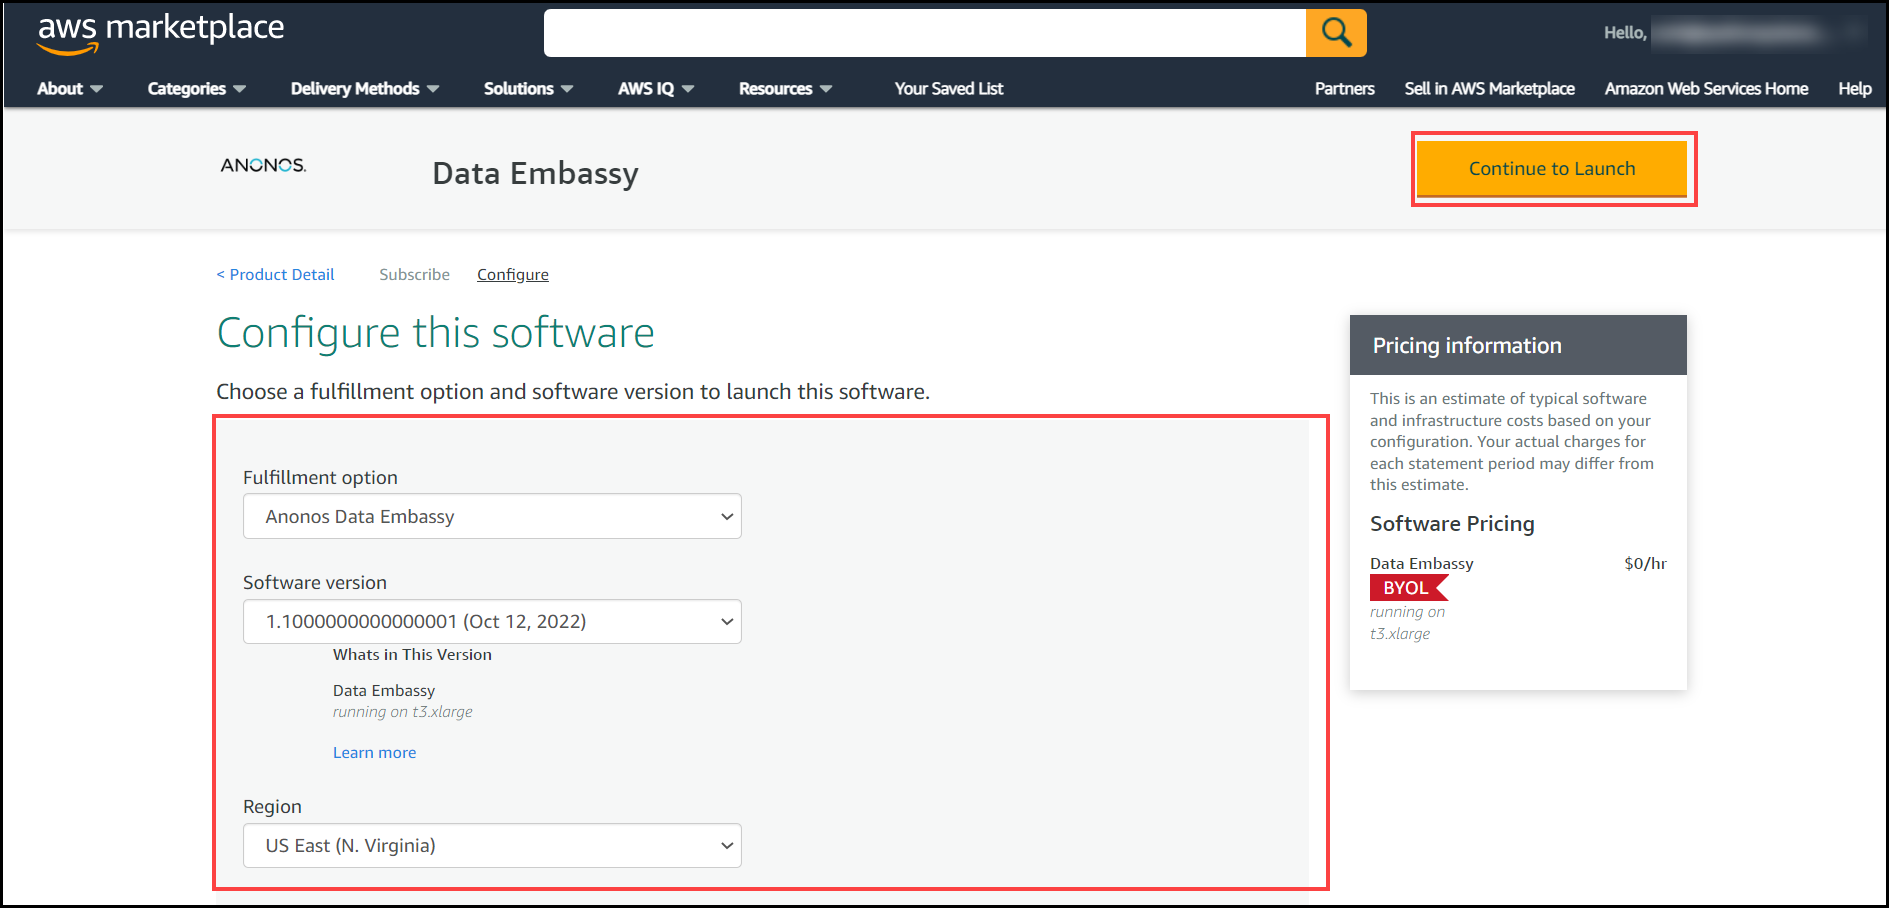 aws marketplace
Hello,
About
Categories
Delivery Methods
Solutions
AWS IQ
Resources
Your Saved List
Partners
Sell in AWS Marketplace
Amazon Web Services Home
Help
ANONOS.
Data Embassy
Continue to Launch
< Product Detail
Subscribe
Configure
Configure this software
Choose a fulfillment option and software version to launch this software.
Fulfillment option
Anonos Data Embassy
Software version
1.1000000000000001 (Oct 12, 2022)
Whats in This Version
Data Embassy
running on t3.xlarge
Learn more
Region
US East (N. Virginia)
Pricing information
This is an estimate of typical software
and infrastructure costs based on your
configuration. Your actual charges for
each statement period may differ from
this estimate.
Software Pricing
Data Embassy $0/hr
BYOL
running on
t3.xlarge